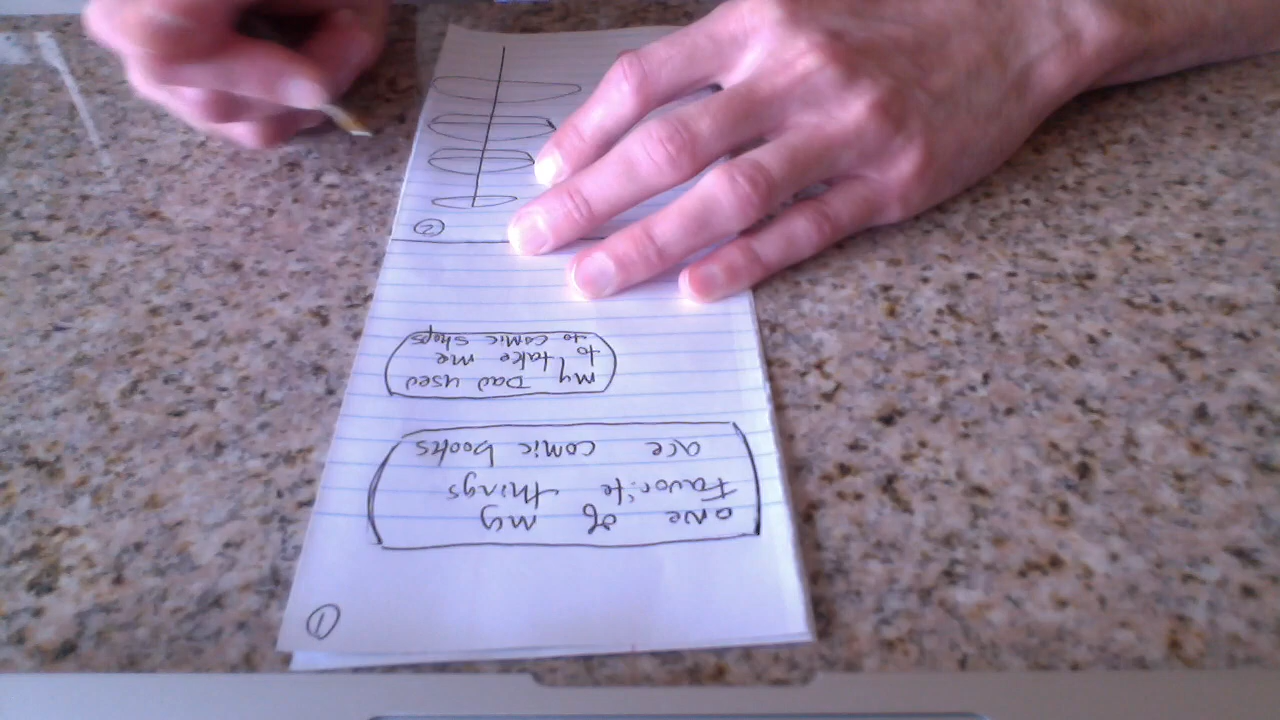 ①
one of my
Favorite things
are comic books
my Dad used
to take me
to comic shops
②